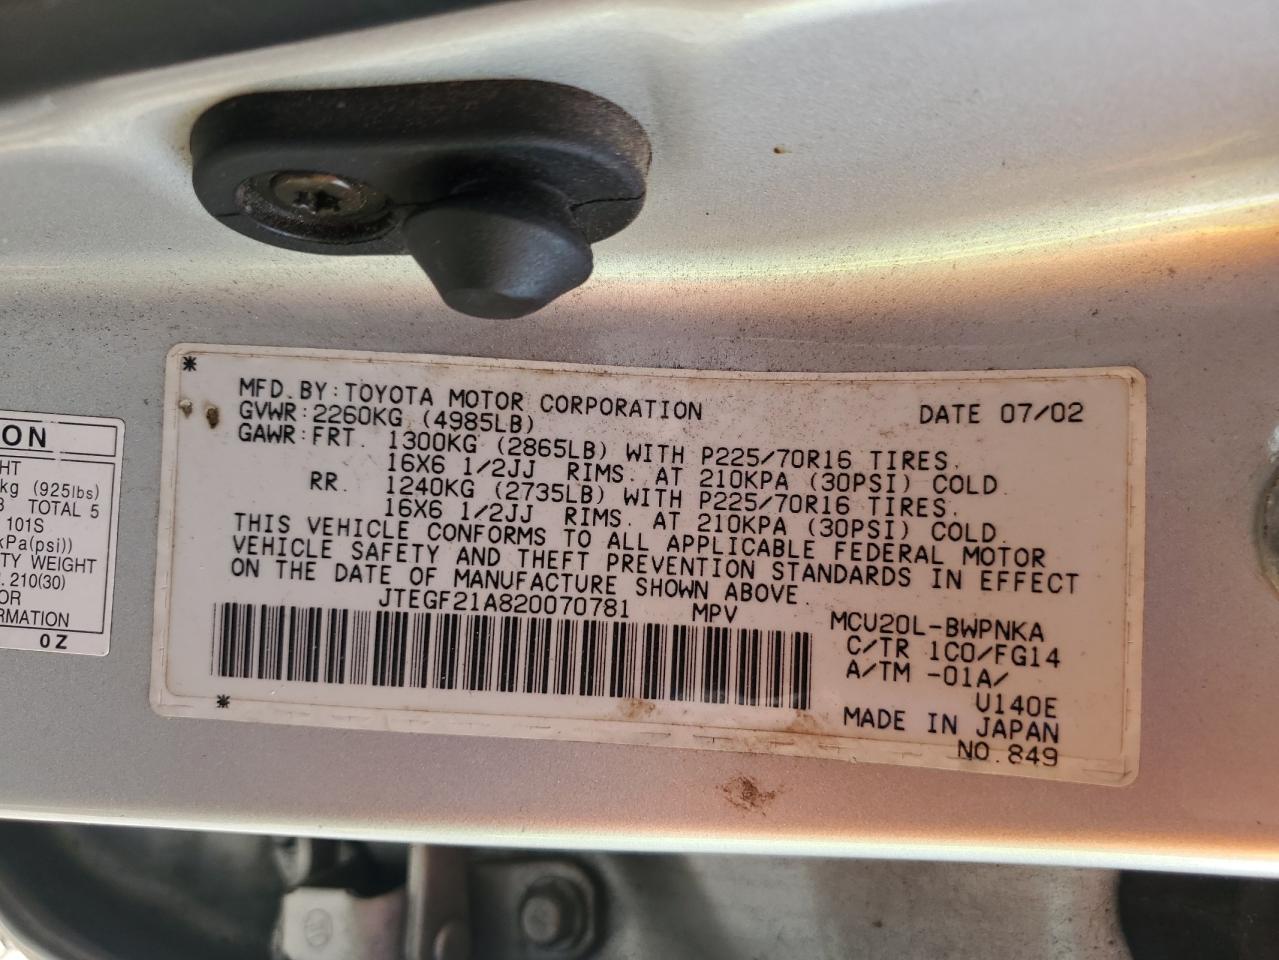 ON
HT
kg (925lbs)
TOTAL 5
101S
kPa(psi))
TY WEIGHT
210(30)
OR
RMATION
OZ
*
MFD. BY: TOYOTA MOTOR CORPORATION DATE 07/02
GVWR: 2260KG (4985LB)
GAWR: FRT. 1300KG (2865LB) WITH P225/70R16 TIRES.
16X6 1/2JJ RIMS. AT 210KPA (30PSI) COLD.
RR. 1240KG (2735LB) WITH P225/70R16 TIRES.
16X6 1/2JJ RIMS. AT 210KPA (30PSI) COLD.
THIS VEHICLE CONFORMS TO ALL APPLICABLE FEDERAL MOTOR
VEHICLE SAFETY AND THEFT PREVENTION STANDARDS IN EFFECT
ON THE DATE OF MANUFACTURE SHOWN ABOVE.
JTEGF21A820070781 MPV MCU20L-BWPNKA
C/TR 1C0/FG14
A/TM -01A/
U140E
MADE IN JAPAN
* NO. 849